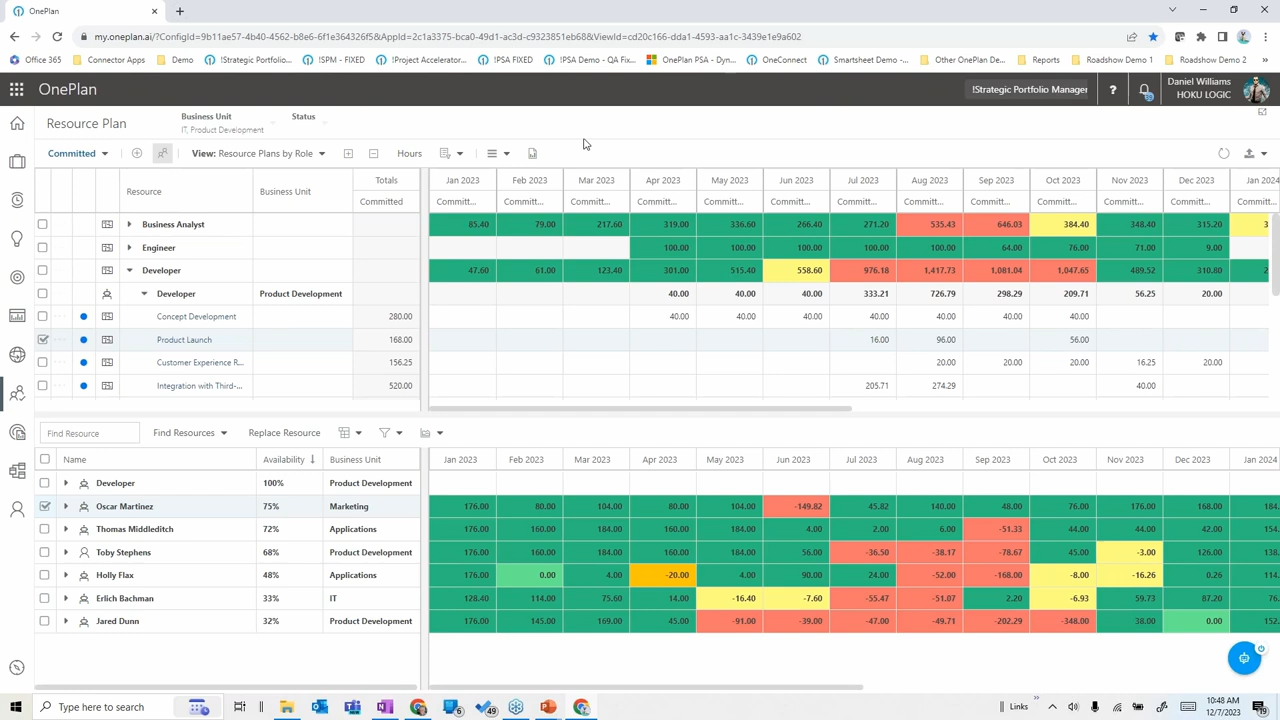 OnePlan
my.oneplan.ai/?ConfigId=9b11ae57-4b40-4562-b8e6-6f1e364326f5&AppId=2c1a3375-bca0-49d1-ac3d-c9323851eb68&ViewId=cd20c166-dda1-4593-aa1c-3439e1e9a602
Office 365 Connector Apps Demo !Strategic Portfolio... !SPM - FIXED !Project Accelerator... !PSA FIXED !PSA Demo - QA Fix... OnePlan PSA - Dyn... OneConnect Smartsheet Demo -... Other OnePlan De... Reports Roadshow Demo 1 Roadshow Demo 2 »
OnePlan !Strategic Portfolio Manager ? Daniel Williams
HOKU LOGIC
Resource Plan Business Unit Status
IT, Product Development
Committed View: Resource Plans by Role Hours
Totals Jan 2023 Feb 2023 Mar 2023 Apr 2023 May 2023 Jun 2023 Jul 2023 Aug 2023 Sep 2023 Oct 2023 Nov 2023 Dec 2023 Jan 2024
Resource Business Unit
Committed Committ... Committ... Committ... Committ... Committ... Committ... Committ... Committ... Committ... Committ... Committ... Committ... Commit
Business Analyst 85.40 79.00 217.60 319.00 336.60 266.40 271.20 535.43 646.03 384.40 348.40 315.20 3
Engineer 100.00 100.00 100.00 100.00 100.00 64.00 76.00 71.00 9.00
Developer 47.60 61.00 123.40 301.00 515.40 558.60 976.18 1,417.73 1,081.04 1,047.65 489.52 310.80 2
Developer Product Development 40.00 40.00 40.00 333.21 726.79 298.29 209.71 56.25 20.00
Concept Development 280.00 40.00 40.00 40.00 40.00 40.00 40.00 40.00
Product Launch 168.00 16.00 96.00 56.00
Customer Experience R... 156.25 20.00 20.00 20.00 16.25 20.00
Integration with Third-... 520.00 205.71 274.29 40.00
Find Resource Find Resources Replace Resource
Name Availability Business Unit Jan 2023 Feb 2023 Mar 2023 Apr 2023 May 2023 Jun 2023 Jul 2023 Aug 2023 Sep 2023 Oct 2023 Nov 2023 Dec 2023 Jan 2024
Developer 100% Product Development
Oscar Martinez 75% Marketing 176.00 80.00 104.00 80.00 104.00 -149.82 45.82 140.00 48.00 76.00 176.00 168.00 184.
Thomas Middleditch 72% Applications 176.00 160.00 184.00 160.00 184.00 4.00 2.00 6.00 -51.33 44.00 44.00 42.00 154.
Toby Stephens 68% Product Development 176.00 160.00 184.00 160.00 184.00 56.00 -36.50 -38.17 -78.67 45.00 -3.00 126.00 138.
Holly Flax 48% Applications 176.00 0.00 4.00 -20.00 4.00 90.00 24.00 -52.00 -168.00 -8.00 -16.26 0.26 114.
Erlich Bachman 33% IT 128.40 114.00 75.60 14.00 -16.40 -7.60 -55.47 -51.07 2.20 -6.93 59.73 87.20 76.
Jared Dunn 32% Product Development 176.00 145.00 169.00 45.00 -91.00 -39.00 -47.00 -49.71 -202.29 -348.00 38.00 0.00 152.
Type here to search 6 49 Links » 10:48 AM
12/7/2023 19